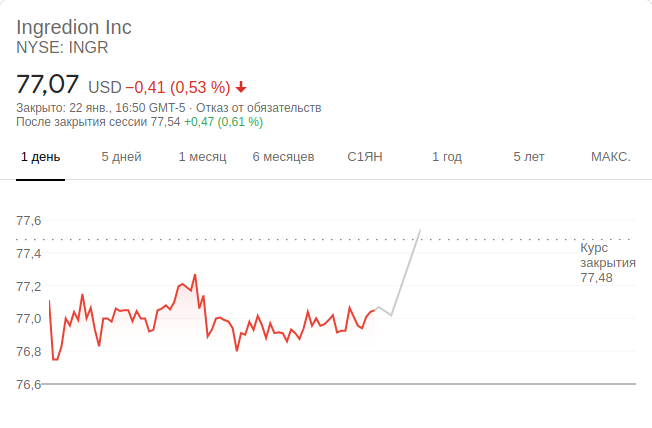 Ingredion Inc
NYSE: INGR
77,07 USD −0,41 (0,53 %)
Закрыто: 22 янв., 16:50 GMT-5 · Отказ от обязательств
После закрытия сессии 77,54 +0,47 (0,61 %)
1 день 5 дней 1 месяц 6 месяцев С1ЯН 1 год 5 лет МАКС.
77,6
77,4
77,2
77,0
76,8
76,6
Курс
закрытия
77,48